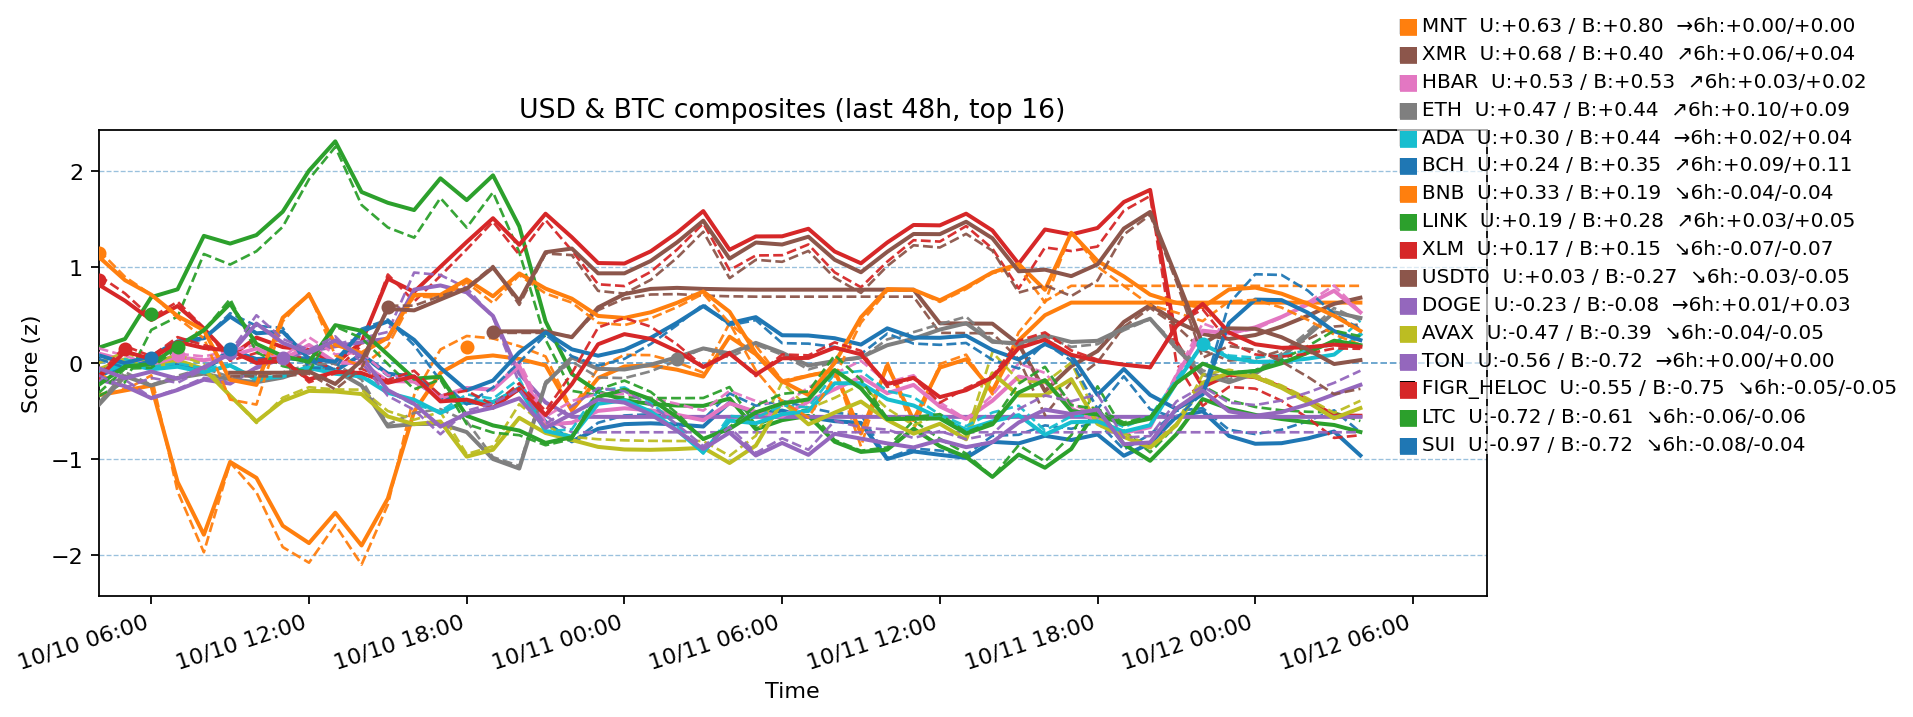 MNT U:+0.63 / B:+0.80 →6h:+0.00/+0.00
XMR U:+0.68 / B:+0.40 ↗6h:+0.06/+0.04
HBAR U:+0.53 / B:+0.53 ↗6h:+0.03/+0.02
USD & BTC composites (last 48h, top 16)
ETH U:+0.47 / B:+0.44 ↗6h:+0.10/+0.09
ADA U:+0.30 / B:+0.44 →6h:+0.02/+0.04
BCH U:+0.24 / B:+0.35 ↗6h:+0.09/+0.11
BNB U:+0.33 / B:+0.19 ↘6h:-0.04/-0.04
LINK U:+0.19 / B:+0.28 ↗6h:+0.03/+0.05
XLM U:+0.17 / B:+0.15 ↘6h:-0.07/-0.07
USDT0 U:+0.03 / B:-0.27 ↘6h:-0.03/-0.05
DOGE U:-0.23 / B:-0.08 →6h:+0.01/+0.03
AVAX U:-0.47 / B:-0.39 ↘6h:-0.04/-0.05
TON U:-0.56 / B:-0.72 →6h:+0.00/+0.00
FIGR_HELOC U:-0.55 / B:-0.75 ↘6h:-0.05/-0.05
LTC U:-0.72 / B:-0.61 ↘6h:-0.06/-0.06
SUI U:-0.97 / B:-0.72 ↘6h:-0.08/-0.04
Score (z)
2
1
0
−1
−2
10/10 06:00
10/10 12:00
10/10 18:00
10/11 00:00
10/11 06:00
10/11 12:00
10/11 18:00
10/12 00:00
10/12 06:00
Time